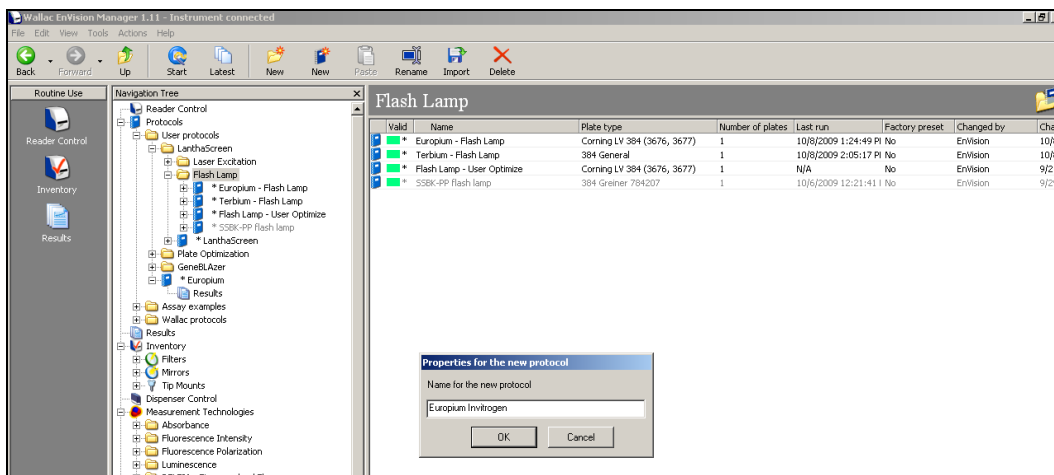 Wallac EnVision Manager 1.11 - Instrument connected
File Edit View Tools Actions Help
Back Forward Up Start Latest New New Paste Rename Import Delete
Routine Use
Reader Control
Inventory
Results
Navigation Tree
Reader Control
Protocols
User protocols
LanthaScreen
Laser Excitation
Flash Lamp
* Europium - Flash Lamp
* Terbium - Flash Lamp
* Flash Lamp - User Optimize
* SSBK-PP flash lamp
* LanthaScreen
Plate Optimization
GeneBLAzer
* Europium
Results
Assay examples
Wallac protocols
Results
Inventory
Filters
Mirrors
Tip Mounts
Dispenser Control
Measurement Technologies
Absorbance
Fluorescence Intensity
Fluorescence Polarization
Luminescence
Flash Lamp
Valid Name Plate type Number of plates Last run Factory preset Changed by Cha
* Europium - Flash Lamp Corning LV 384 (3676, 3677) 1 10/8/2009 1:24:49 PI No EnVision 10/8
* Terbium - Flash Lamp 384 General 1 10/8/2009 2:05:17 PI No EnVision 10/8
* Flash Lamp - User Optimize Corning LV 384 (3676, 3677) 1 N/A No EnVision 9/2
* SSBK-PP flash lamp 384 Greiner 784207 1 10/6/2009 12:21:41 I No EnVision 9/2
Properties for the new protocol
Name for the new protocol
Europium Invitrogen
OK Cancel